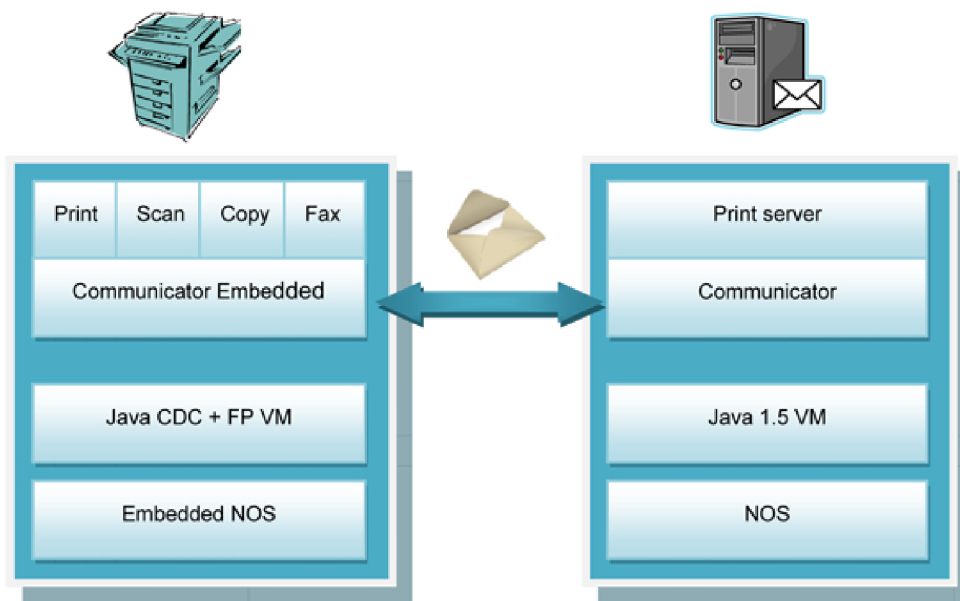 Print Scan Copy Fax
Communicator Embedded
Java CDC + FP VM
Embedded NOS
Print server
Communicator
Java 1.5 VM
NOS